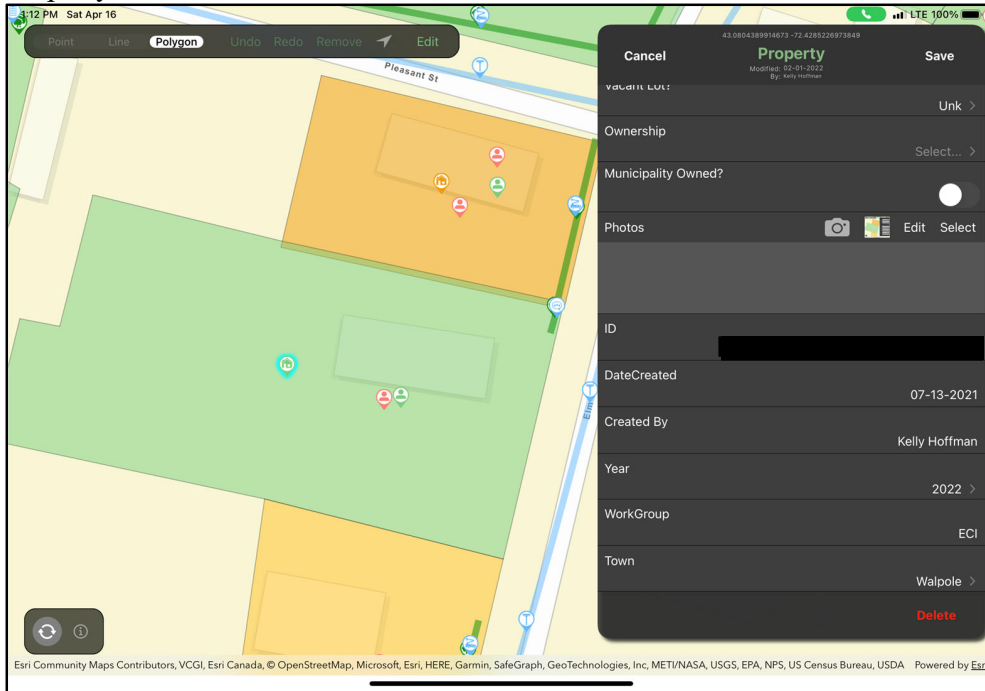 1:12 PM Sat Apr 16
LTE 100%
Point Line Polygon Undo Redo Remove Edit
Pleasant St
T
T
Elm
T
43.0804389914673 -72.4285226973849
Cancel Property Save
Modified: 02-01-2022
By: Kelly Hoffman
Vacant Lot?
Unk >
Ownership
Select... >
Municipality Owned?
Photos Edit Select
ID
DateCreated
07-13-2021
Created By
Kelly Hoffman
Year
2022 >
WorkGroup
ECI
Town
Walpole >
Delete
Esri Community Maps Contributors, VCGI, Esri Canada, © OpenStreetMap, Microsoft, Esri, HERE, Garmin, SafeGraph, GeoTechnologies, Inc, METI/NASA, USGS, EPA, NPS, US Census Bureau, USDA Powered by Esr